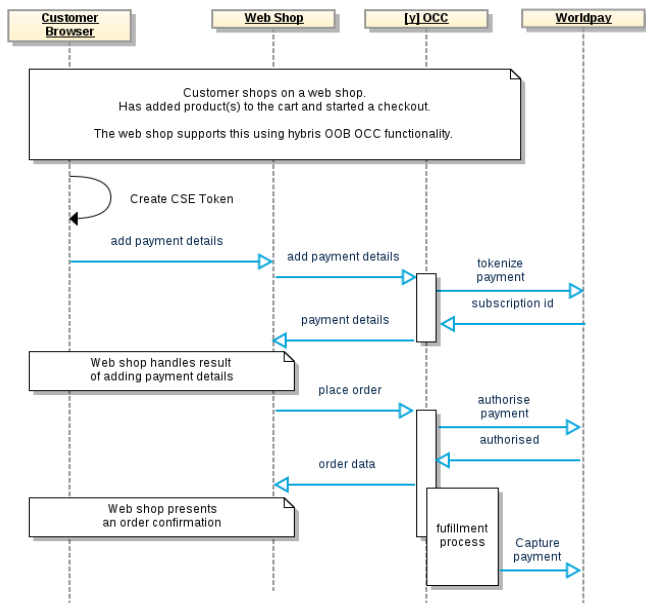 Customer
Browser
Web Shop
[y] OCC
Worldpay
Customer shops on a web shop.
Has added product(s) to the cart and started a checkout.
The web shop supports this using hybris OOB OCC functionality.
Create CSE Token
add payment details
add payment details
tokenize
payment
subscription id
payment details
Web shop handles result
of adding payment details
place order
authorise
payment
authorised
order data
Web shop presents
an order confirmation
fufillment
process
Capture
payment